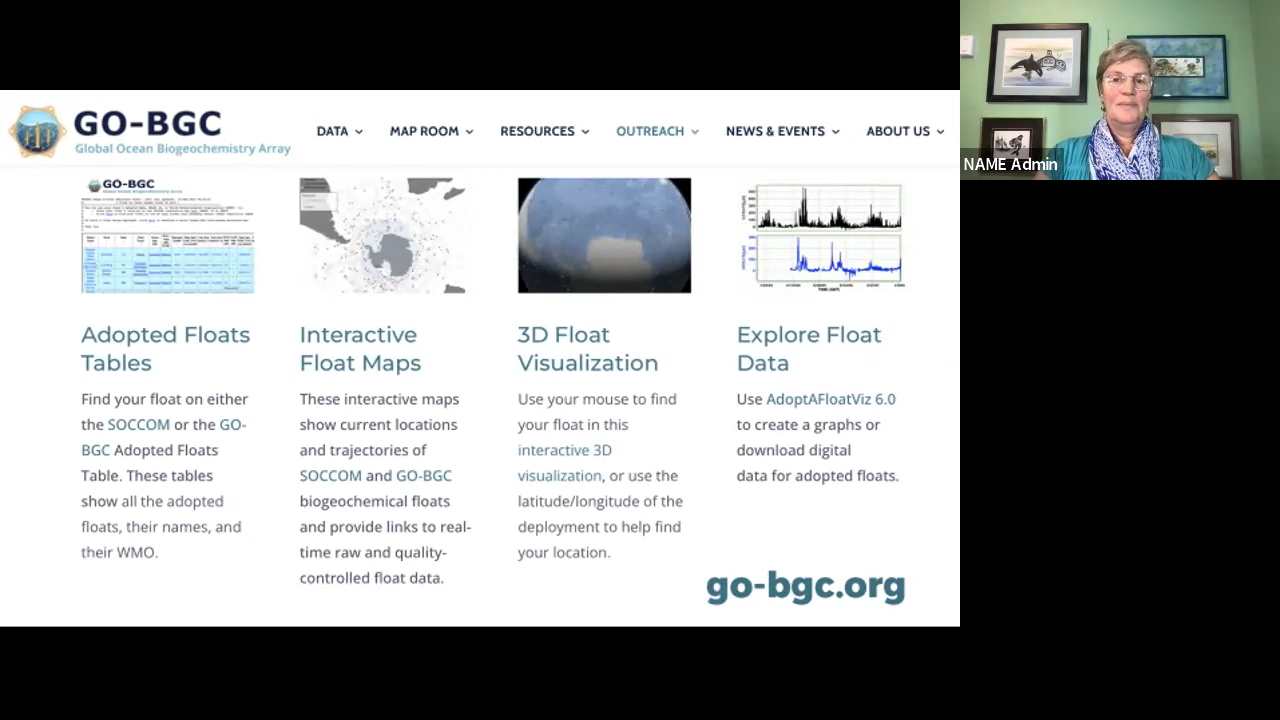 GO-BGC
Global Ocean Biogeochemistry Array
DATA
MAP ROOM
RESOURCES
OUTREACH
NEWS & EVENTS
ABOUT US
NAME Admin
GO-BGC
Adopted Floats
Tables
Find your float on either
the SOCCOM or the GO-
BGC Adopted Floats
Table. These tables
show all the adopted
floats, their names, and
their WMO.
Interactive
Float Maps
These interactive maps
show current locations
and trajectories of
SOCCOM and GO-BGC
biogeochemical floats
and provide links to real-
time raw and quality-
controlled float data.
3D Float
Visualization
Use your mouse to find
your float in this
interactive 3D
visualization, or use the
latitude/longitude of the
deployment to help find
your location.
Explore Float
Data
Use AdoptAFloatViz 6.0
to create a graphs or
download digital
data for adopted floats.
go-bgc.org